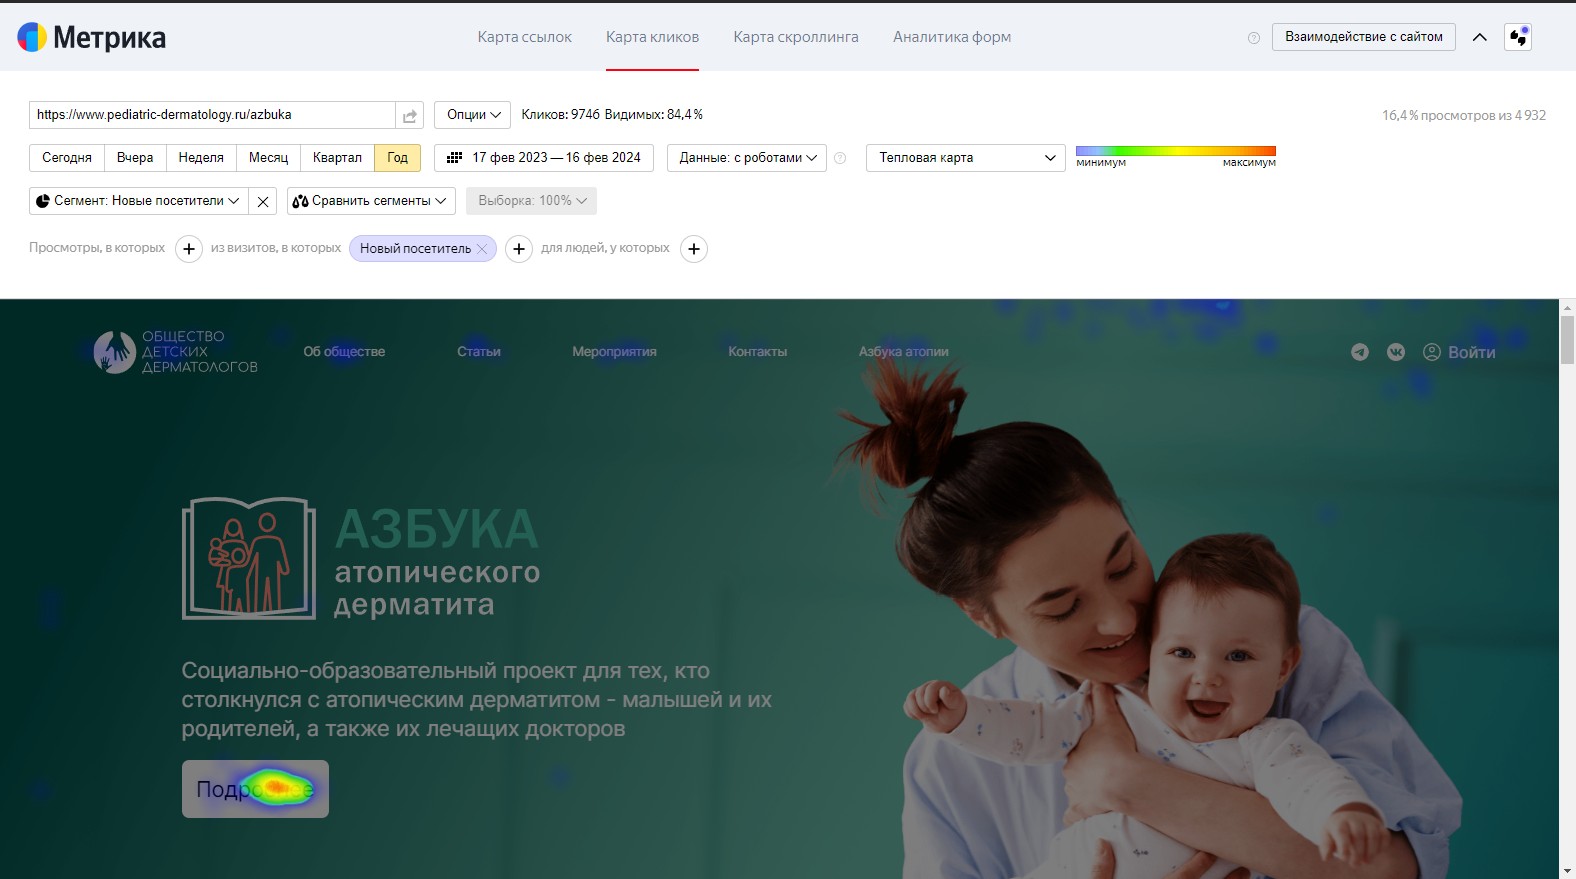 Метрика
Карта ссылок
Карта кликов
Карта скроллинга
Аналитика форм
Взаимодействие с сайтом
https://www.pediatric-dermatology.ru/azbuka
Опции
Кликов: 9746 Видимых: 84,4 %
16,4 % просмотров из 4 932
Сегодня
Вчера
Неделя
Месяц
Квартал
Год
17 фев 2023 — 16 фев 2024
Данные: с роботами
Тепловая карта
минимум
максимум
Сегмент: Новые посетители
Сравнить сегменты
Выборка: 100%
Просмотры, в которых
из визитов, в которых
Новый посетитель
для людей, у которых
ОБЩЕСТВО
ДЕТСКИХ
ДЕРМАТОЛОГОВ
Об обществе
Статьи
Мероприятия
Контакты
Азбука атопии
Войти
АЗБУКА
атопического
дерматита
Социально-образовательный проект для тех, кто
столкнулся с атопическим дерматитом - малышей и их
родителей, а также их лечащих докторов
Подробнее